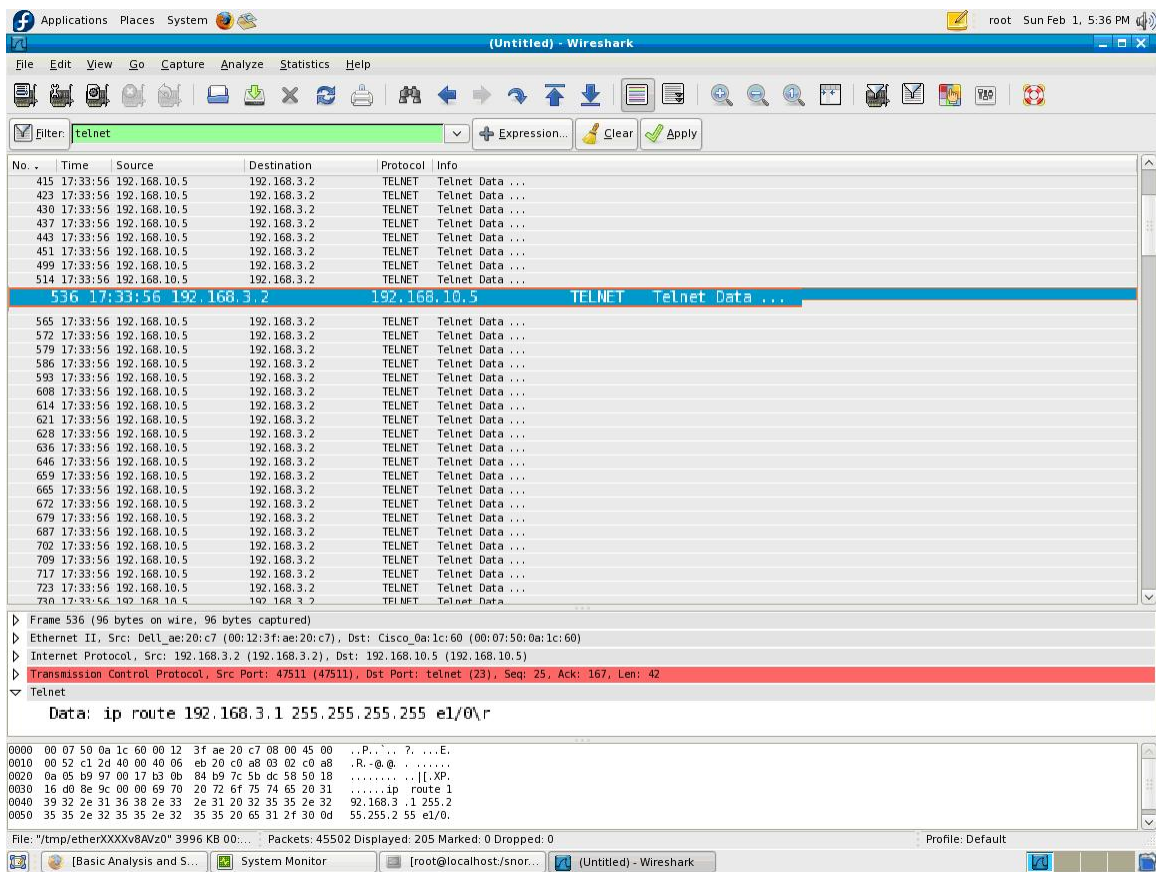 Applications Places System root Sun Feb 1, 5:36 PM
(Untitled) - Wireshark
File Edit View Go Capture Analyze Statistics Help
Filter: telnet Expression... Clear Apply
No. . Time Source Destination Protocol Info
415 17:33:56 192.168.10.5 192.168.3.2 TELNET Telnet Data ...
423 17:33:56 192.168.10.5 192.168.3.2 TELNET Telnet Data ...
430 17:33:56 192.168.10.5 192.168.3.2 TELNET Telnet Data ...
437 17:33:56 192.168.10.5 192.168.3.2 TELNET Telnet Data ...
443 17:33:56 192.168.10.5 192.168.3.2 TELNET Telnet Data ...
451 17:33:56 192.168.10.5 192.168.3.2 TELNET Telnet Data ...
499 17:33:56 192.168.10.5 192.168.3.2 TELNET Telnet Data ...
514 17:33:56 192.168.10.5 192.168.3.2 TELNET Telnet Data ...
536 17:33:56 192.168.3.2 192.168.10.5 TELNET Telnet Data ...
565 17:33:56 192.168.10.5 192.168.3.2 TELNET Telnet Data ...
572 17:33:56 192.168.10.5 192.168.3.2 TELNET Telnet Data ...
579 17:33:56 192.168.10.5 192.168.3.2 TELNET Telnet Data ...
586 17:33:56 192.168.10.5 192.168.3.2 TELNET Telnet Data ...
593 17:33:56 192.168.10.5 192.168.3.2 TELNET Telnet Data ...
608 17:33:56 192.168.10.5 192.168.3.2 TELNET Telnet Data ...
614 17:33:56 192.168.10.5 192.168.3.2 TELNET Telnet Data ...
621 17:33:56 192.168.10.5 192.168.3.2 TELNET Telnet Data ...
628 17:33:56 192.168.10.5 192.168.3.2 TELNET Telnet Data ...
636 17:33:56 192.168.10.5 192.168.3.2 TELNET Telnet Data ...
646 17:33:56 192.168.10.5 192.168.3.2 TELNET Telnet Data ...
659 17:33:56 192.168.10.5 192.168.3.2 TELNET Telnet Data ...
665 17:33:56 192.168.10.5 192.168.3.2 TELNET Telnet Data ...
672 17:33:56 192.168.10.5 192.168.3.2 TELNET Telnet Data ...
679 17:33:56 192.168.10.5 192.168.3.2 TELNET Telnet Data ...
687 17:33:56 192.168.10.5 192.168.3.2 TELNET Telnet Data ...
702 17:33:56 192.168.10.5 192.168.3.2 TELNET Telnet Data ...
709 17:33:56 192.168.10.5 192.168.3.2 TELNET Telnet Data ...
717 17:33:56 192.168.10.5 192.168.3.2 TELNET Telnet Data ...
723 17:33:56 192.168.10.5 192.168.3.2 TELNET Telnet Data ...
730 17:33:56 192.168.10.5 192.168.3.2 TELNET Telnet Data
Frame 536 (96 bytes on wire, 96 bytes captured)
Ethernet II, Src: Dell_ae:20:c7 (00:12:3f:ae:20:c7), Dst: Cisco_0a:1c:60 (00:07:50:0a:1c:60)
Internet Protocol, Src: 192.168.3.2 (192.168.3.2), Dst: 192.168.10.5 (192.168.10.5)
Transmission Control Protocol, Src Port: 47511 (47511), Dst Port: telnet (23), Seq: 25, Ack: 167, Len: 42
Telnet
Data: ip route 192.168.3.1 255.255.255.255 e1/0\r
0000 00 07 50 0a 1c 60 00 12 3f ae 20 c7 08 00 45 00 ..P..`.. ?. ...E.
0010 00 52 c1 2d 40 00 40 06 eb 20 c0 a8 03 02 c0 a8 .R.-@.@. . ......
0020 0a 05 b9 97 00 17 b3 0b 84 b9 7c 5b dc 58 50 18 ........ ..|[.XP.
0030 16 d0 8e 9c 00 00 69 70 20 72 6f 75 74 65 20 31 ......ip route 1
0040 39 32 2e 31 36 38 2e 33 2e 31 20 32 35 35 2e 32 92.168.3 .1 255.2
0050 35 35 2e 32 35 35 2e 32 35 35 20 65 31 2f 30 0d 55.255.2 55 e1/0.
File: "/tmp/etherXXXXv8AVz0" 3996 KB 00:... Packets: 45502 Displayed: 205 Marked: 0 Dropped: 0 Profile: Default
[Basic Analysis and S... System Monitor [root@localhost:/snor... (Untitled) - Wireshark